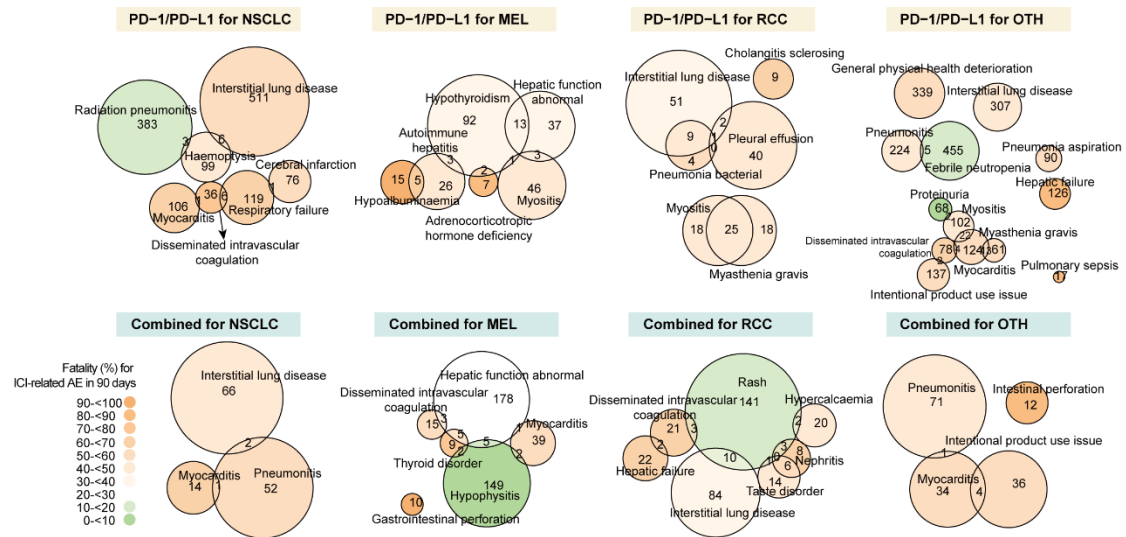 PD-1/PD-L1 for NSCLC
PD-1/PD-L1 for MEL
PD-1/PD-L1 for RCC
PD-1/PD-L1 for OTH
Interstitial lung disease
511
Radiation pneumonitis
383
3
6
Haemoptysis
99
Cerebral infarction
76
1
106
1
36
6
119
Myocarditis
Respiratory failure
Disseminated intravascular
coagulation
Hypothyroidism
92
Hepatic function
abnormal
13
37
Autoimmune
hepatitis
3
2
1
3
15
5
26
7
46
Myositis
Hypoalbuminaemia
Adrenocorticotropic
hormone deficiency
Cholangitis sclerosing
9
Interstitial lung disease
51
2
9
1
0
4
Pleural effusion
40
Pneumonia bacterial
Myositis
18
25
18
Myasthenia gravis
General physical health deterioration
339
Interstitial lung disease
307
Pneumonitis
224
5
455
Febrile neutropenia
Pneumonia aspiration
90
Hepatic failure
126
Proteinuria
68
2
102
Myositis
22
Myasthenia gravis
Disseminated intravascular
coagulation
78
4
124
13
61
Myocarditis
2
137
Pulmonary sepsis
17
Intentional product use issue
Combined for NSCLC
Combined for MEL
Combined for RCC
Combined for OTH
Fatality (%) for
ICI-related AE in 90 days
90-<100
80-<90
70-<80
60-<70
50-<60
40-<50
30-<40
20-<30
10-<20
0-<10
Interstitial lung disease
66
2
Myocarditis
14
1
Pneumonitis
52
Hepatic function abnormal
178
Disseminated intravascular
coagulation
15
3
5
9
2
5
1
Myocarditis
39
2
Thyroid disorder
149
Hypophysitis
10
Gastrointestinal perforation
Rash
141
Hypercalcaemia
20
2
Disseminated intravascular
coagulation
21
3
2
22
Hepatic failure
10
3
8
Nephritis
6
14
Taste disorder
84
Interstitial lung disease
Pneumonitis
71
Intestinal perforation
12
Intentional product use issue
1
Myocarditis
34
4
36